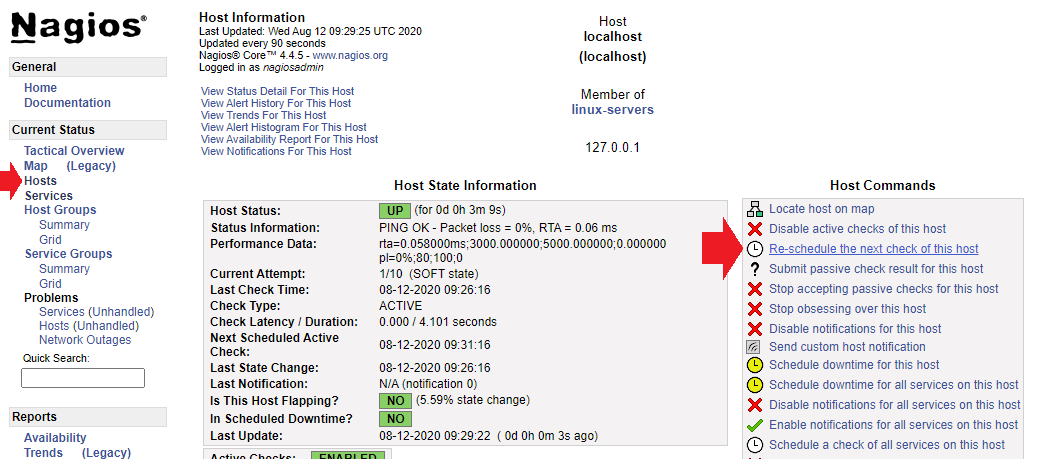 Nagios®
General
Home
Documentation
Current Status
Tactical Overview
Map (Legacy)
Hosts
Services
Host Groups
Summary
Grid
Service Groups
Summary
Grid
Problems
Services (Unhandled)
Hosts (Unhandled)
Network Outages
Quick Search:
Reports
Availability
Trends (Legacy)
Host Information
Last Updated: Wed Aug 12 09:29:25 UTC 2020
Updated every 90 seconds
Nagios® Core™ 4.4.5 - www.nagios.org
Logged in as nagiosadmin
View Status Detail For This Host
View Alert History For This Host
View Trends For This Host
View Alert Histogram For This Host
View Availability Report For This Host
View Notifications For This Host
Host
localhost
(localhost)
Member of
linux-servers
127.0.0.1
Host State Information
Host Status: UP (for 0d 0h 3m 9s)
Status Information: PING OK - Packet loss = 0%, RTA = 0.06 ms
Performance Data: rta=0.058000ms;3000.000000;5000.000000;0.000000
pl=0%;80;100;0
Current Attempt: 1/10 (SOFT state)
Last Check Time: 08-12-2020 09:26:16
Check Type: ACTIVE
Check Latency / Duration: 0.000 / 4.101 seconds
Next Scheduled Active
Check: 08-12-2020 09:31:16
Last State Change: 08-12-2020 09:26:16
Last Notification: N/A (notification 0)
Is This Host Flapping? NO (5.59% state change)
In Scheduled Downtime? NO
Last Update: 08-12-2020 09:29:22 ( 0d 0h 0m 3s ago)
Active Checks: ENABLED
Host Commands
Locate host on map
Disable active checks of this host
Re-schedule the next check of this host
? Submit passive check result for this host
Stop accepting passive checks for this host
Stop obsessing over this host
Disable notifications for this host
Send custom host notification
Schedule downtime for this host
Schedule downtime for all services on this host
Disable notifications for all services on this host
Enable notifications for all services on this host
Schedule a check of all services on this host